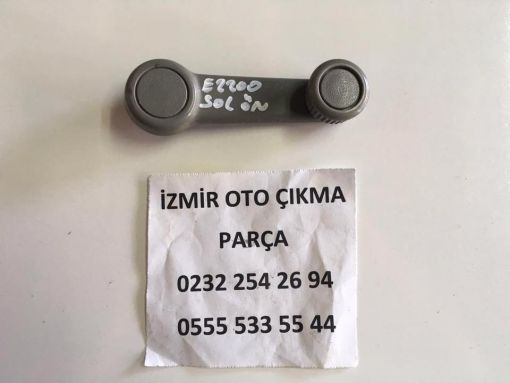 E2200
SOL ÖN
İZMİR OTO ÇIKMA
PARÇA
0232 254 26 94
0555 533 55 44